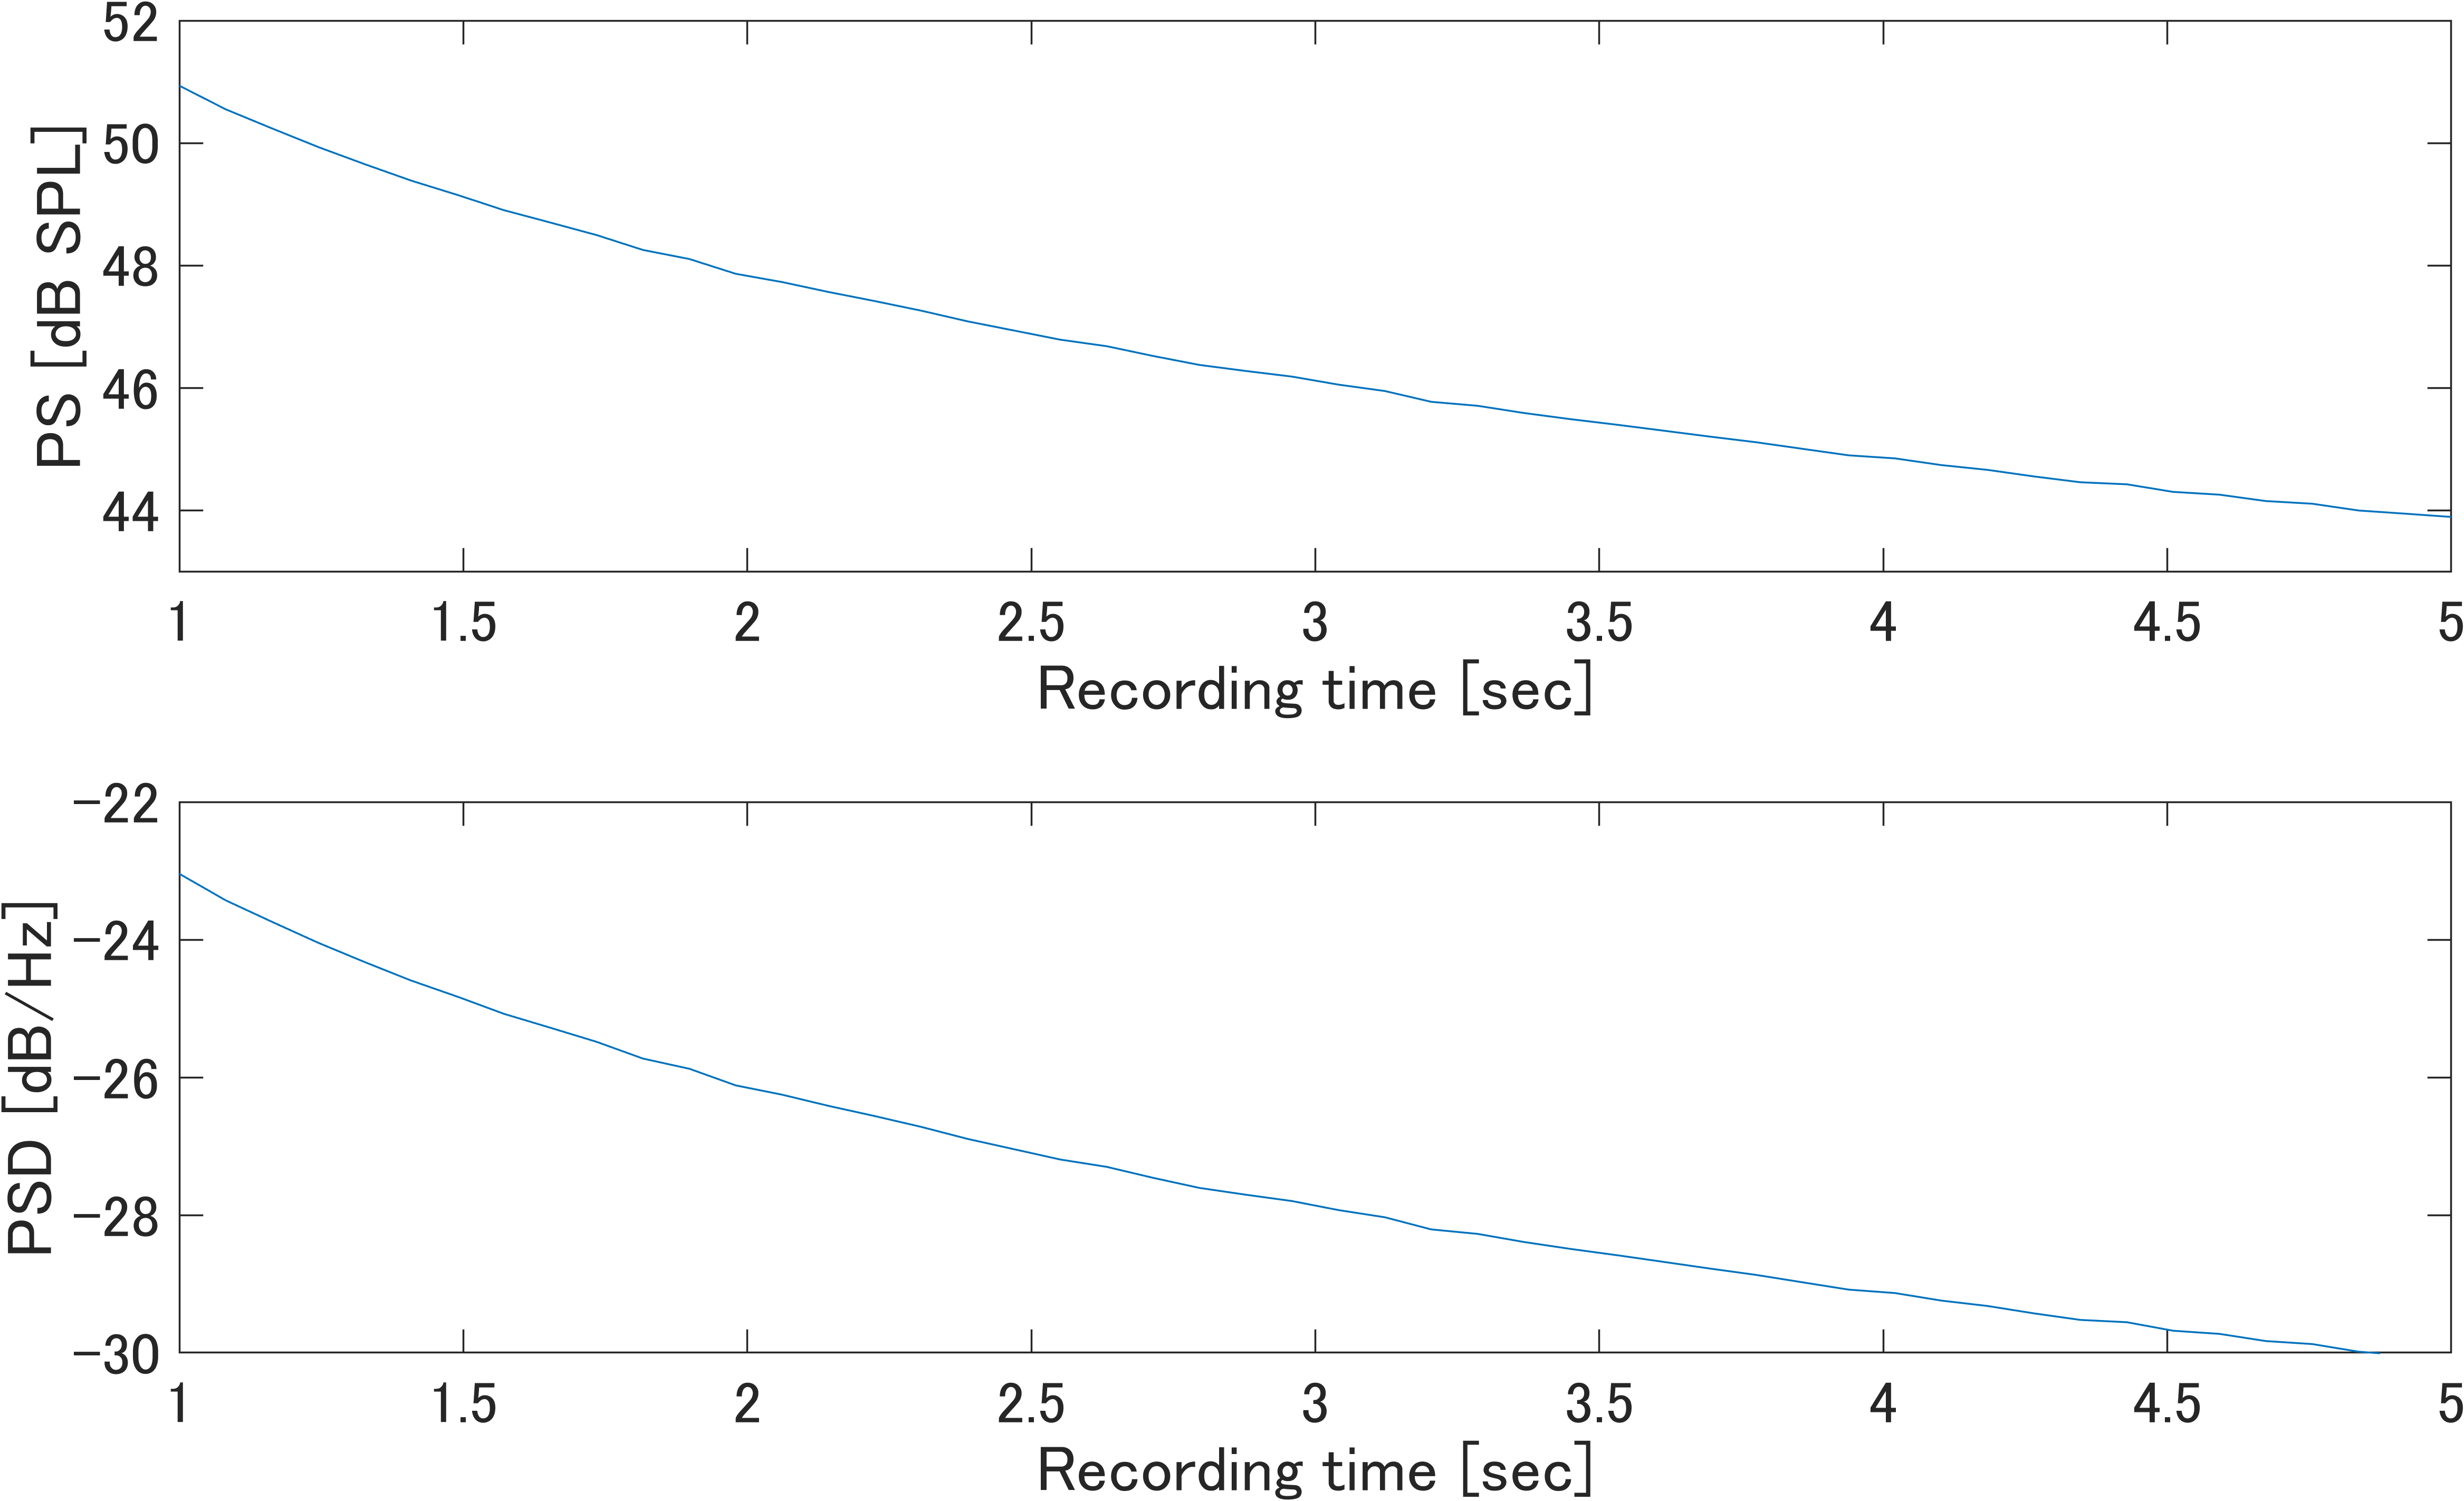 PS [dB SPL]
52
50
48
46
44
1 1.5 2 2.5 3 3.5 4 4.5 5
Recording time [sec]
PSD [dB/Hz]
−22
−24
−26
−28
−30
1 1.5 2 2.5 3 3.5 4 4.5 5
Recording time [sec]